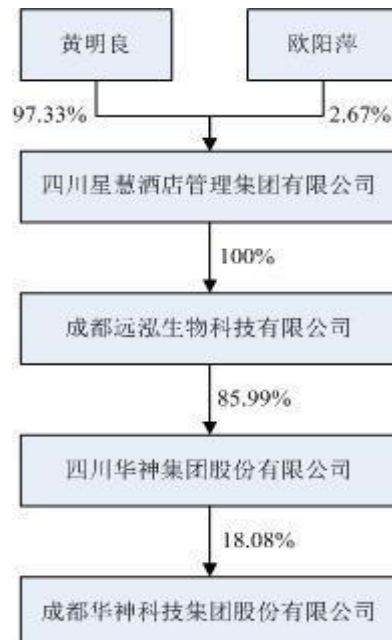 黄明良
欧阳萍
97.33%
2.67%
四川星慧酒店管理集团有限公司
100%
成都远泓生物科技有限公司
85.99%
四川华神集团股份有限公司
18.08%
成都华神科技集团股份有限公司